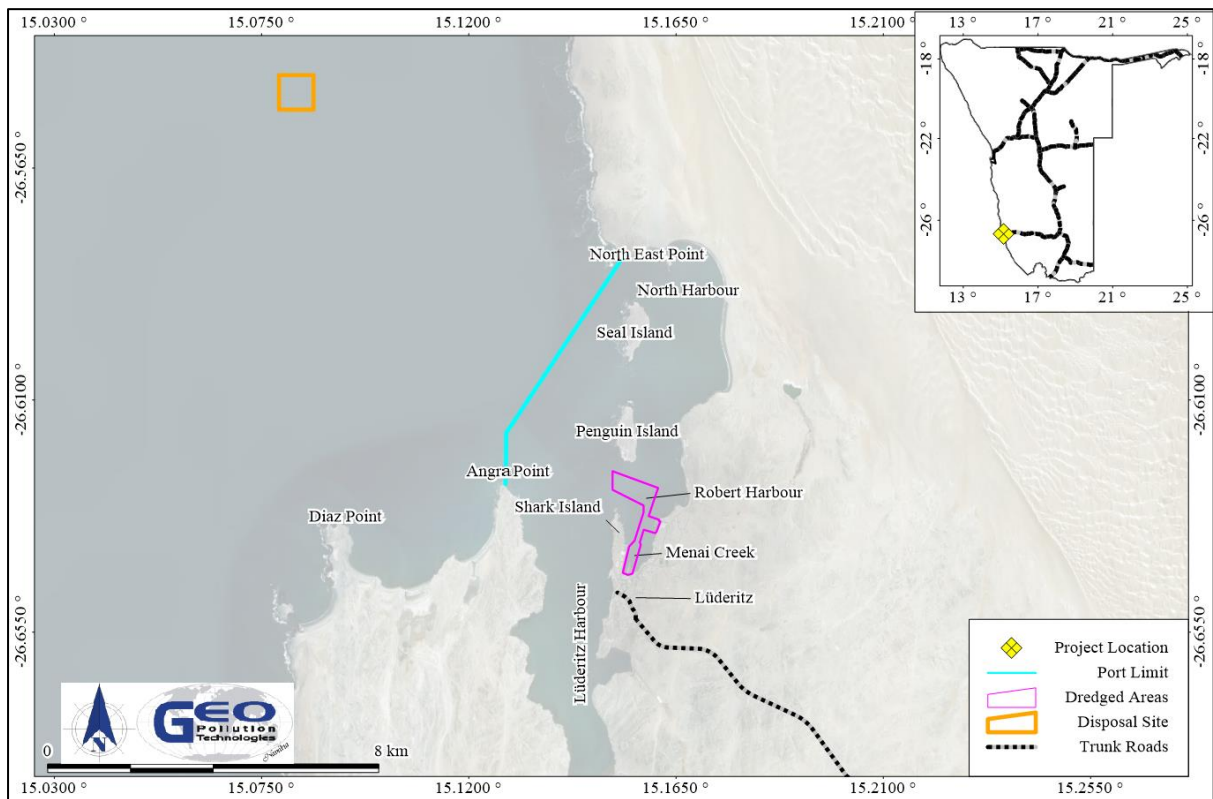 15.0300 °
15.0750 °
15.1200 °
15.1650 °
15.2100 °
13 °
17 °
21 °
25 °
-18 °
-18 °
-22 °
-22 °
-26 °
-26 °
13 °
17 °
21 °
25 °
-26.5650 °
-26.5650
North East Point
North Harbour
Seal Island
-26.6100 °
-26.6100 °
Penguin Island
Angra Point
Robert Harbour
Shark Island
Diaz Point
Menai Creek
Lüderitz
Lüderitz Harbour
-26.6550 °
-26.6550 °
Project Location
Port Limit
Dredged Areas
Disposal Site
Trunk Roads
N
GEO
Pollution
Technologies
Namibia
0
8 km
15.0300 °
15.0750 °
15.1200 °
15.1650 °
15.2100 °
15.2550 °